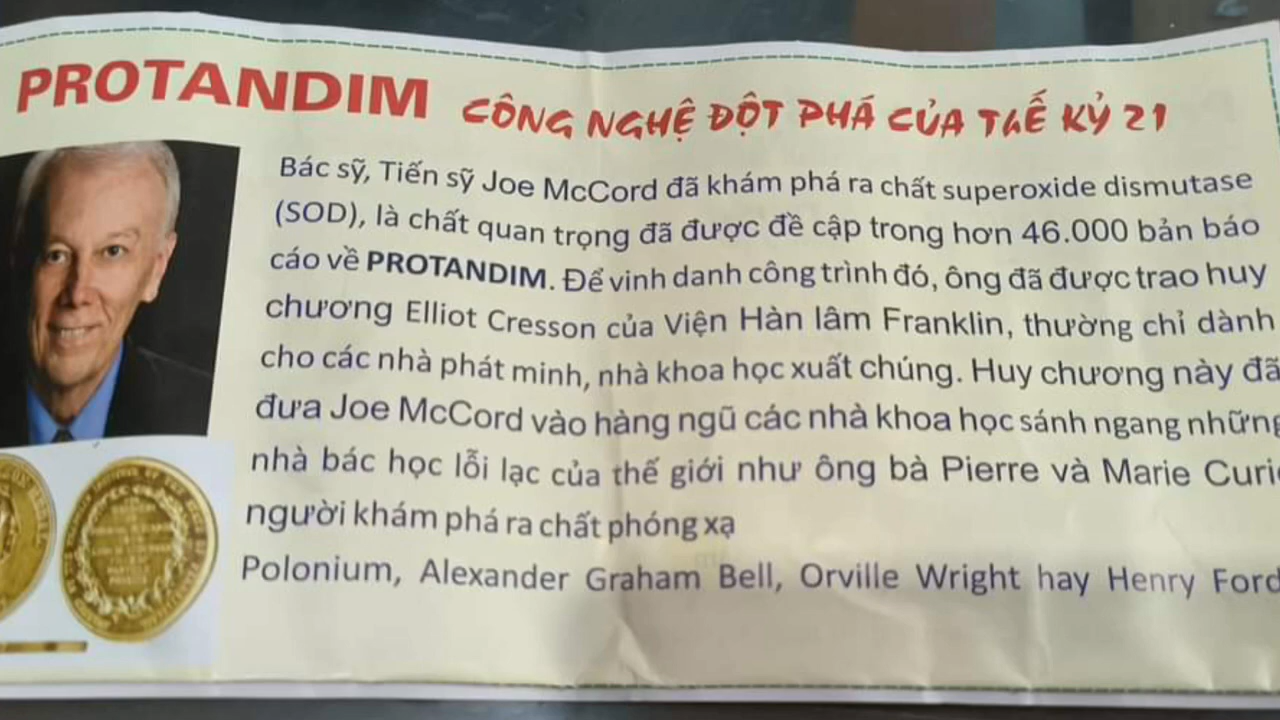 PROTANDIM CÔNG NGHỆ ĐỘT PHÁ CỦA THẾ KỶ 21
Bác sỹ, Tiến sỹ Joe McCord đã khám phá ra chất superoxide dismutase
(SOD), là chất quan trọng đã được đề cập trong hơn 46.000 bản báo
cáo về PROTANDIM. Để vinh danh công trình đó, ông đã được trao huy
chương Elliot Cresson của Viện Hàn lâm Franklin, thường chỉ dành
cho các nhà phát minh, nhà khoa học xuất chúng. Huy chương này đã
đưa Joe McCord vào hàng ngũ các nhà khoa học sánh ngang những
nhà bác học lỗi lạc của thế giới như ông bà Pierre và Marie Curie
người khám phá ra chất phóng xạ
Polonium, Alexander Graham Bell, Orville Wright hay Henry Ford